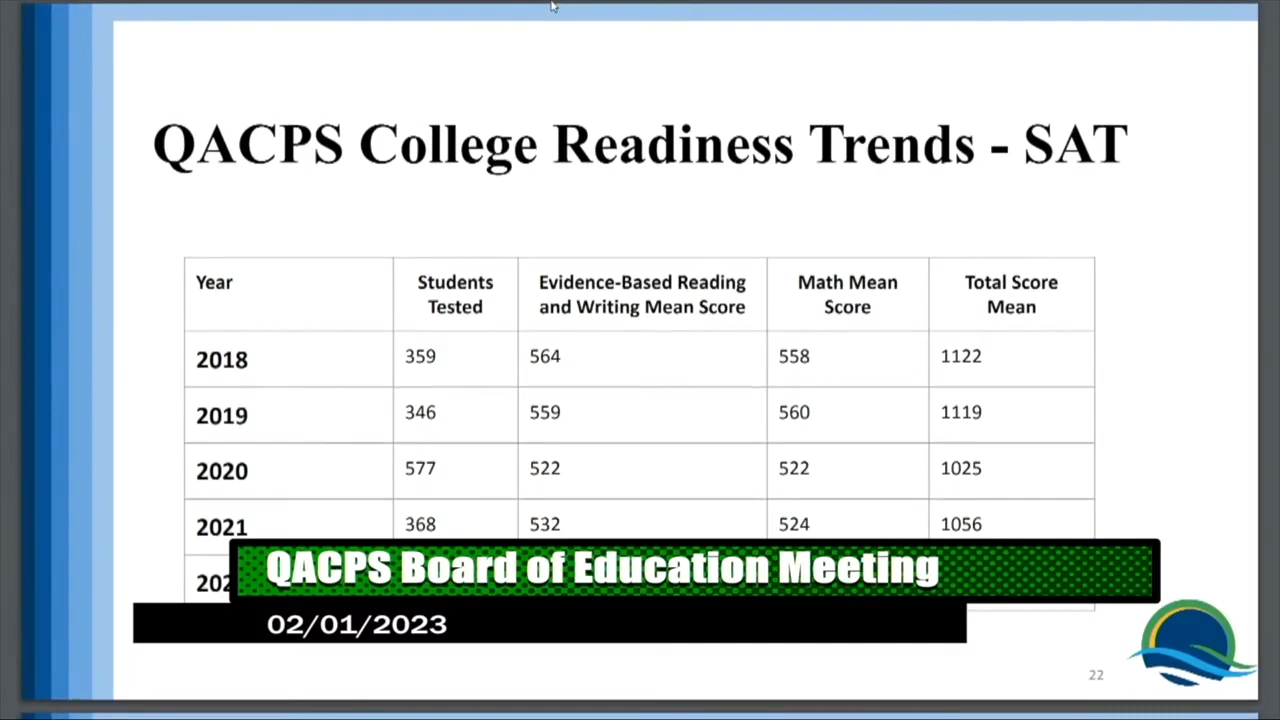 QACPS College Readiness Trends - SAT
Year Students Tested Evidence-Based Reading and Writing Mean Score Math Mean Score Total Score Mean
2018 359 564 558 1122
2019 346 559 560 1119
2020 577 522 522 1025
2021 368 532 524 1056
QACPS Board of Education Meeting
02/01/2023
22